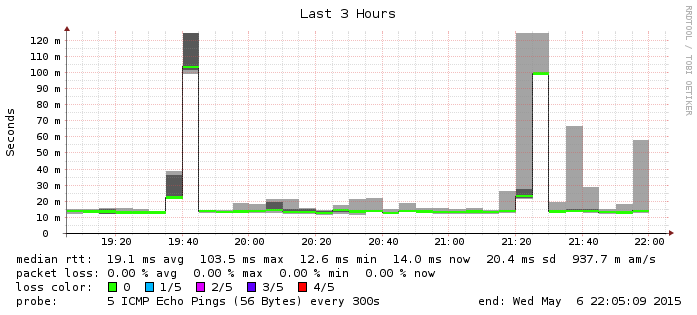 Last 3 Hours
RRDTOOL / TOBI OETIKER
Seconds
120 m
110 m
100 m
90 m
80 m
70 m
60 m
50 m
40 m
30 m
20 m
10 m
0
19:20 19:40 20:00 20:20 20:40 21:00 21:20 21:40 22:00
median rtt: 19.1 ms avg 103.5 ms max 12.6 ms min 14.0 ms now 20.4 ms sd 937.7 m am/s
packet loss: 0.00 % avg 0.00 % max 0.00 % min 0.00 % now
loss color: 0 1/5 2/5 3/5 4/5
probe: 5 ICMP Echo Pings (56 Bytes) every 300s end: Wed May 6 22:05:09 2015